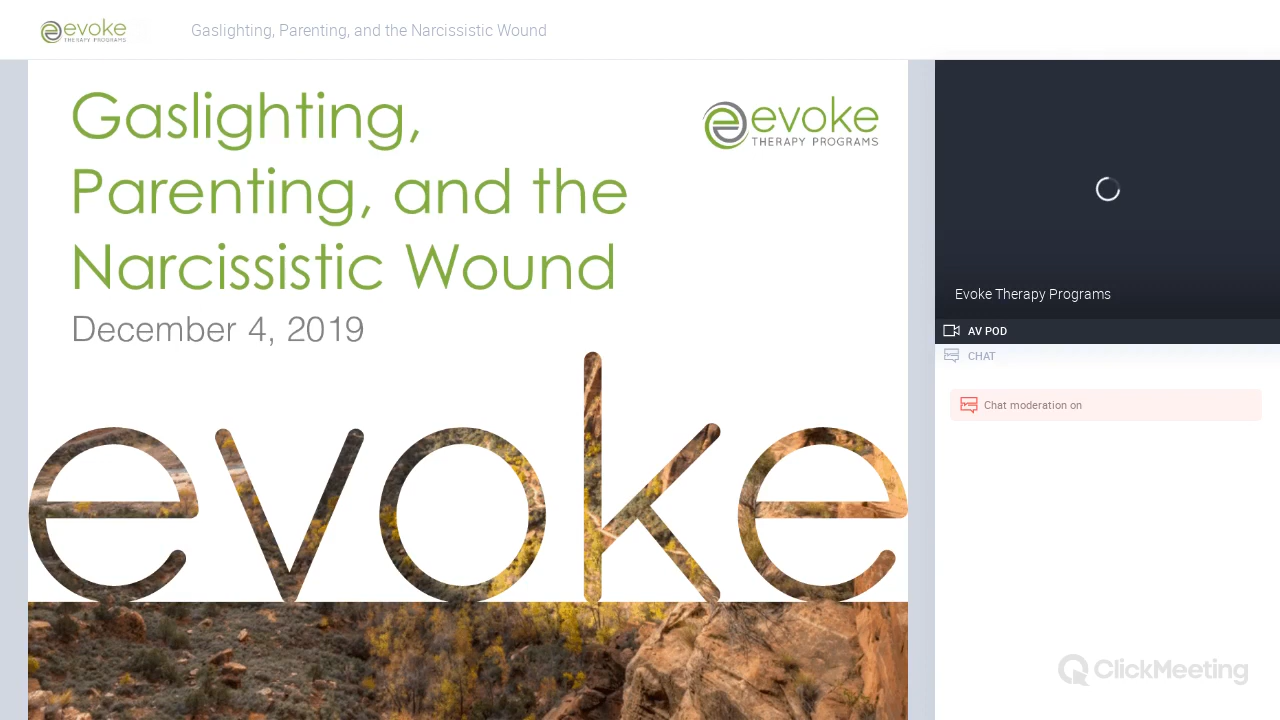 evoke
THERAPY PROGRAMS
Gaslighting, Parenting, and the Narcissistic Wound
Gaslighting,
Parenting, and the
Narcissistic Wound
December 4, 2019
evoke
THERAPY PROGRAMS
evoke
Evoke Therapy Programs
AV POD
CHAT
Chat moderation on
ClickMeeting